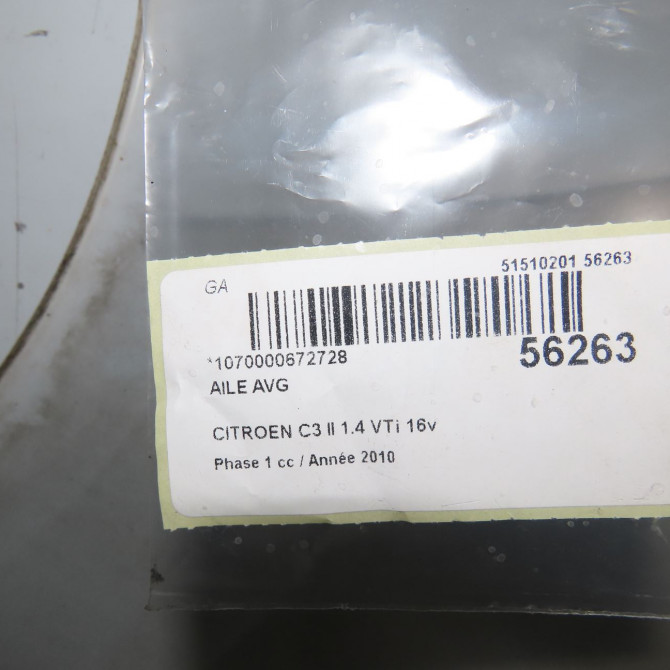 GA
51510201 56263
*1070000672728
56263
AILE AVG
CITROEN C3 II 1.4 VTi 16v
Phase 1 cc / Année 2010